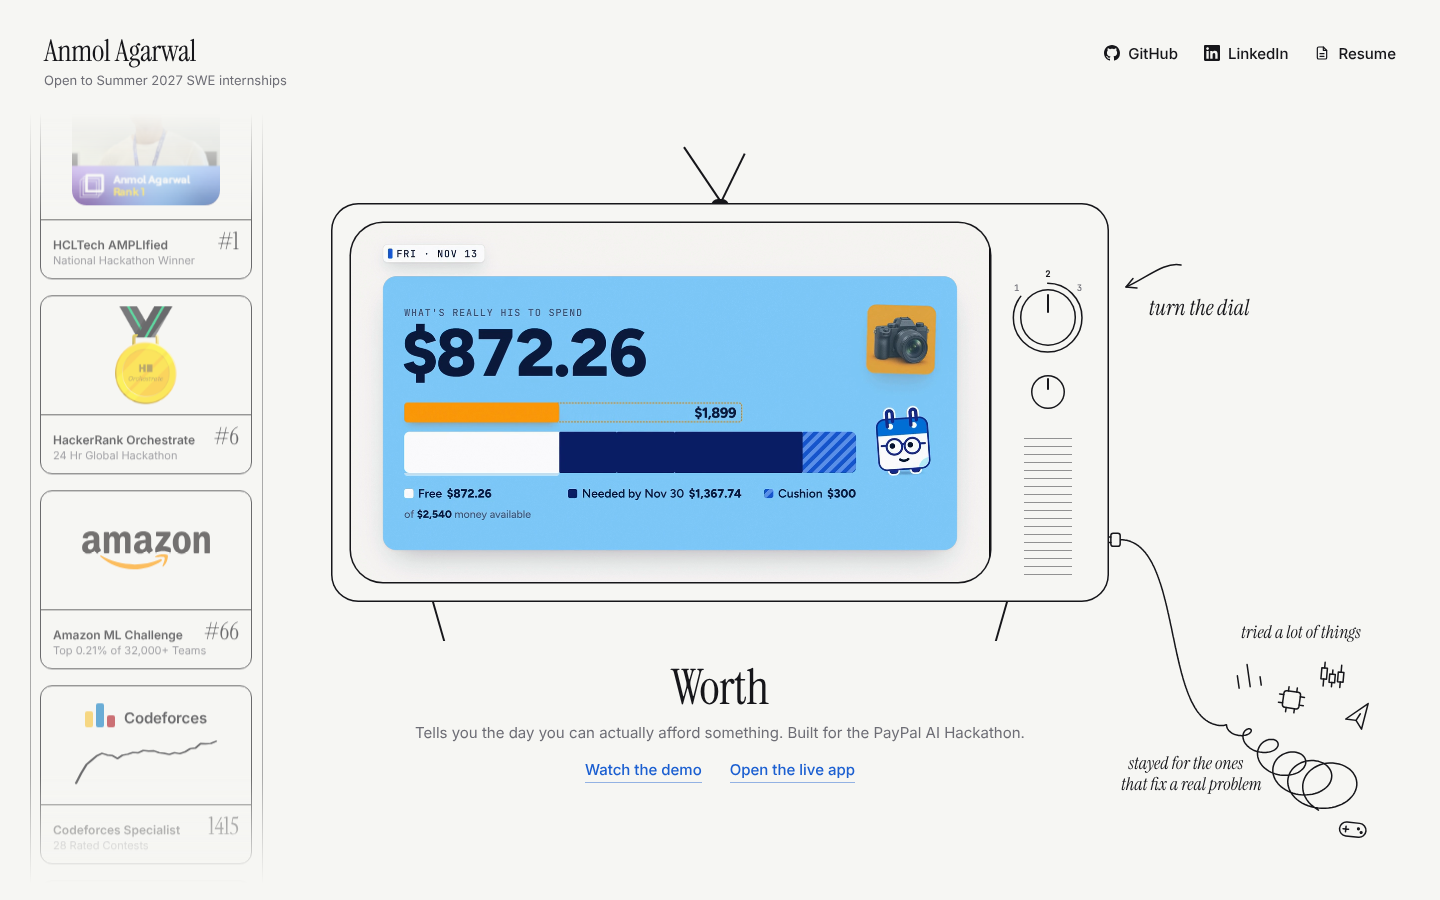 Anmol Agarwal
Open to Summer 2027 SWE internships
GitHub
LinkedIn
Resume
Anmol Agarwal
Rank 1
HCLTech AMPLIfied
#1
National Hackathon Winner
Orchestrate
HackerRank Orchestrate
#6
24 Hr Global Hackathon
amazon
Amazon ML Challenge
#66
Top 0.21% of 32,000+ Teams
Codeforces
Codeforces Specialist
1415
28 Rated Contests
FRI · NOV 13
WHAT'S REALLY HIS TO SPEND
$872.26
$1,899
Free $872.26
Needed by Nov 30 $1,367.74
Cushion $300
of $2,540 money available
1
2
3
turn the dial
Worth
Tells you the day you can actually afford something. Built for the PayPal AI Hackathon.
Watch the demo
Open the live app
tried a lot of things
stayed for the ones
that fix a real problem